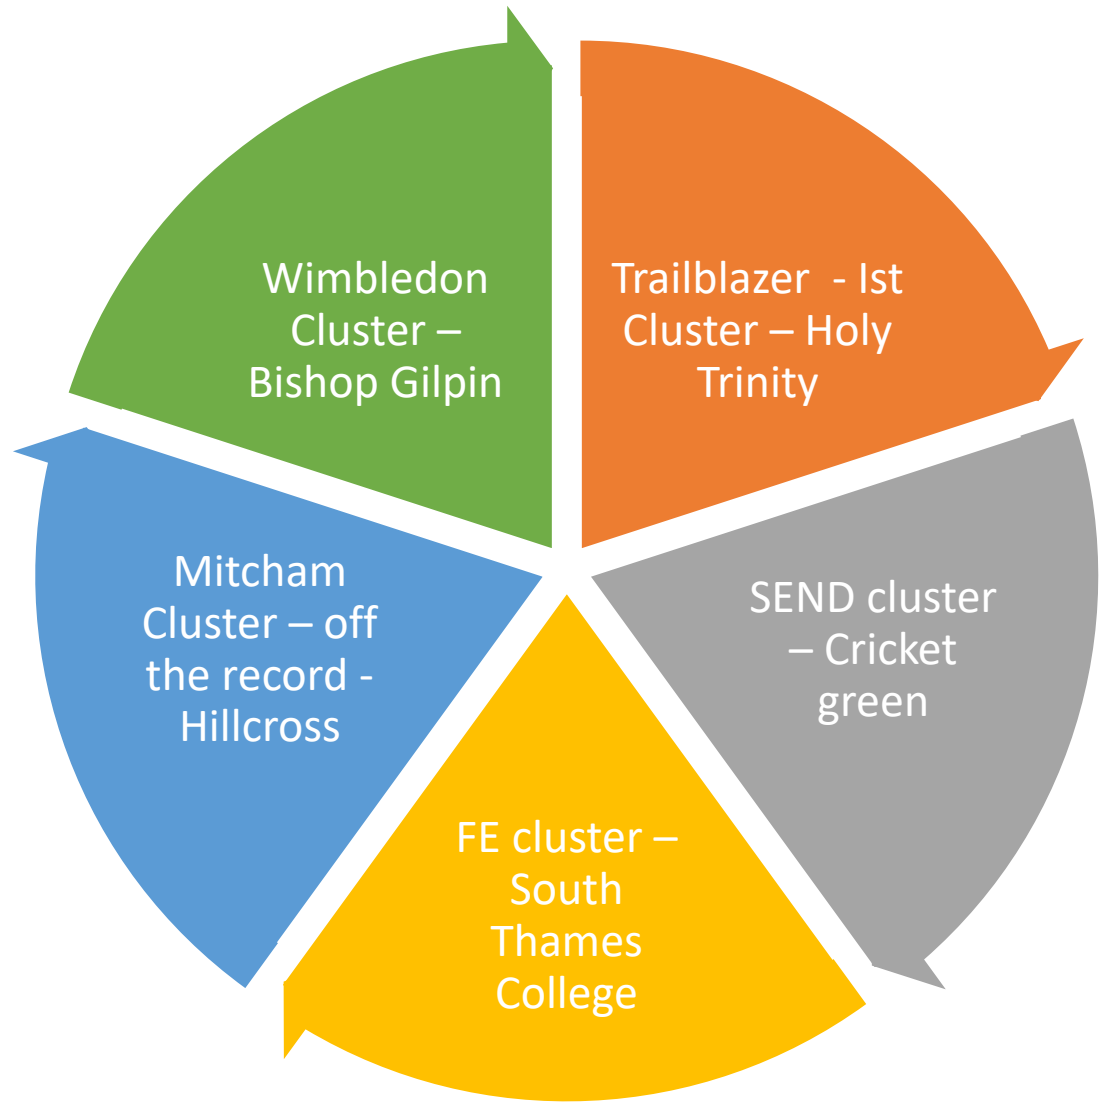 Wimbledon
Cluster –
Bishop Gilpin
Trailblazer  - Ist
Cluster – Holy
Trinity
SEND cluster
– Cricket
green
FE cluster –
South
Thames
College
Mitcham
Cluster – off
the record -
Hillcross